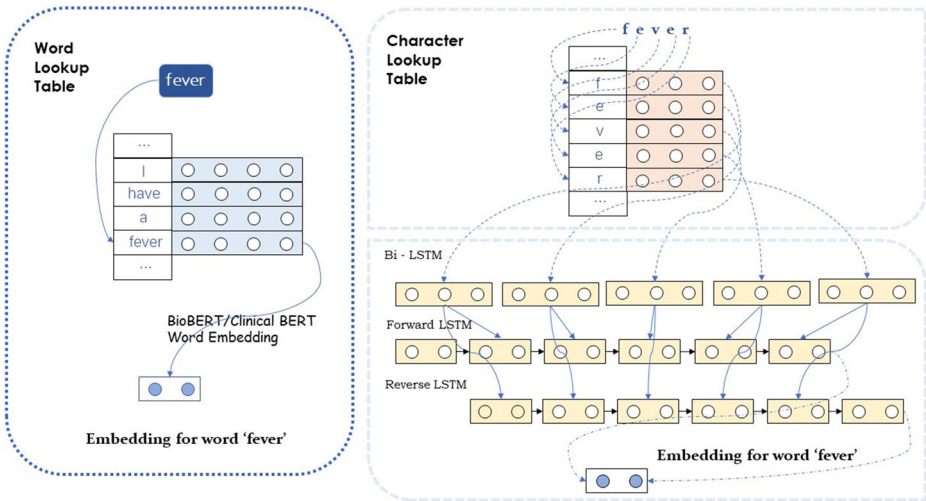 Word
Lookup
Table
fever
...
I
have
a
fever
...
BioBERT/Clinical BERT
Word Embedding
Embedding for word ‘fever’
Character
Lookup
Table
f e v e r
...
f
e
v
e
r
...
Bi - LSTM
Forward LSTM
Reverse LSTM
Embedding for word ‘fever’